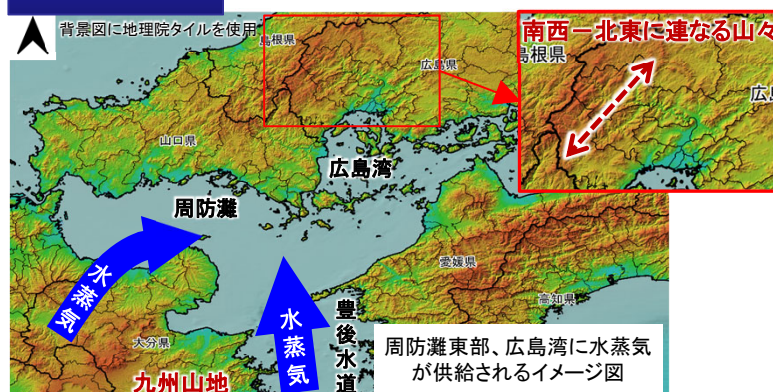 背景図に地理院タイルを使用
島根県
広島県
山口県
広島湾
周防灘
愛媛県
高知県
大分県
水蒸気
水蒸気
豊後水道
九州山地
南西－北東に連なる山々
島根県
広島
周防灘東部、広島湾に水蒸気
が供給されるイメージ図